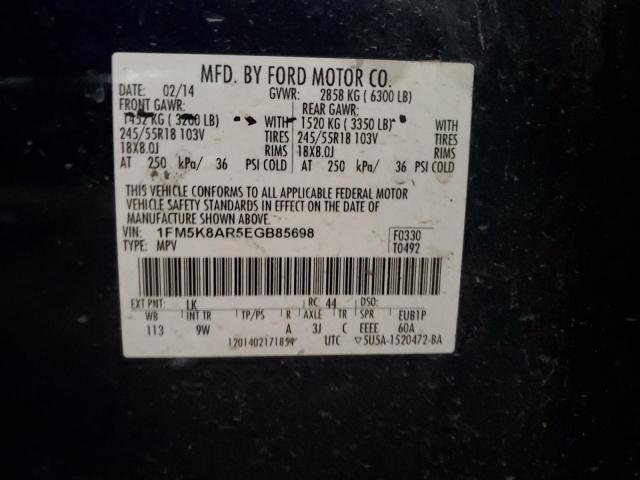 MFD. BY FORD MOTOR CO.
DATE: 02/14 GVWR: 2858 KG ( 6300 LB)
FRONT GAWR: REAR GAWR:
1452 KG ( 3200 LB) WITH 1520 KG ( 3350 LB) WITH
245/55R18 103V TIRES 245/55R18 103V TIRES
18X8.0J RIMS 18X8.0J RIMS
AT 250 kPa/ 36 PSI COLD AT 250 kPa/ 36 PSI COLD
THIS VEHICLE CONFORMS TO ALL APPLICABLE FEDERAL MOTOR
VEHICLE SAFETY STANDARDS IN EFFECT ON THE DATE OF
MANUFACTURE SHOWN ABOVE.
VIN: 1FM5K8AR5EGB85698 F0330
TYPE: MPV T0492
EXT PNT: LK RC: 44 DSO:
WB INT TR TP/PS R AXLE TR SPR EUB1P
113 9W A 3J C EEEE 60A
UTC